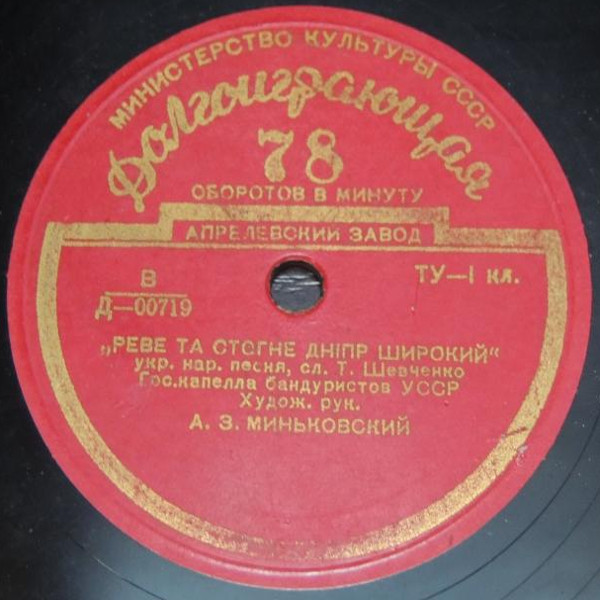 МИНИСТЕРСТВО КУЛЬТУРЫ СССР
Долгоиграющая
78
ОБОРОТОВ В МИНУТУ
АПРЕЛЕВСКИЙ ЗАВОД
В
Д—00719
ТУ—I кл.
„РЕВЕ ТА СТОГНЕ ДНІПР ШИРОКИЙ“
укр. нар. песня, сл. Т. Шевченко
Гос.капелла бандуристов УССР
Худож. рук.
А. З. МИНЬКОВСКИЙ